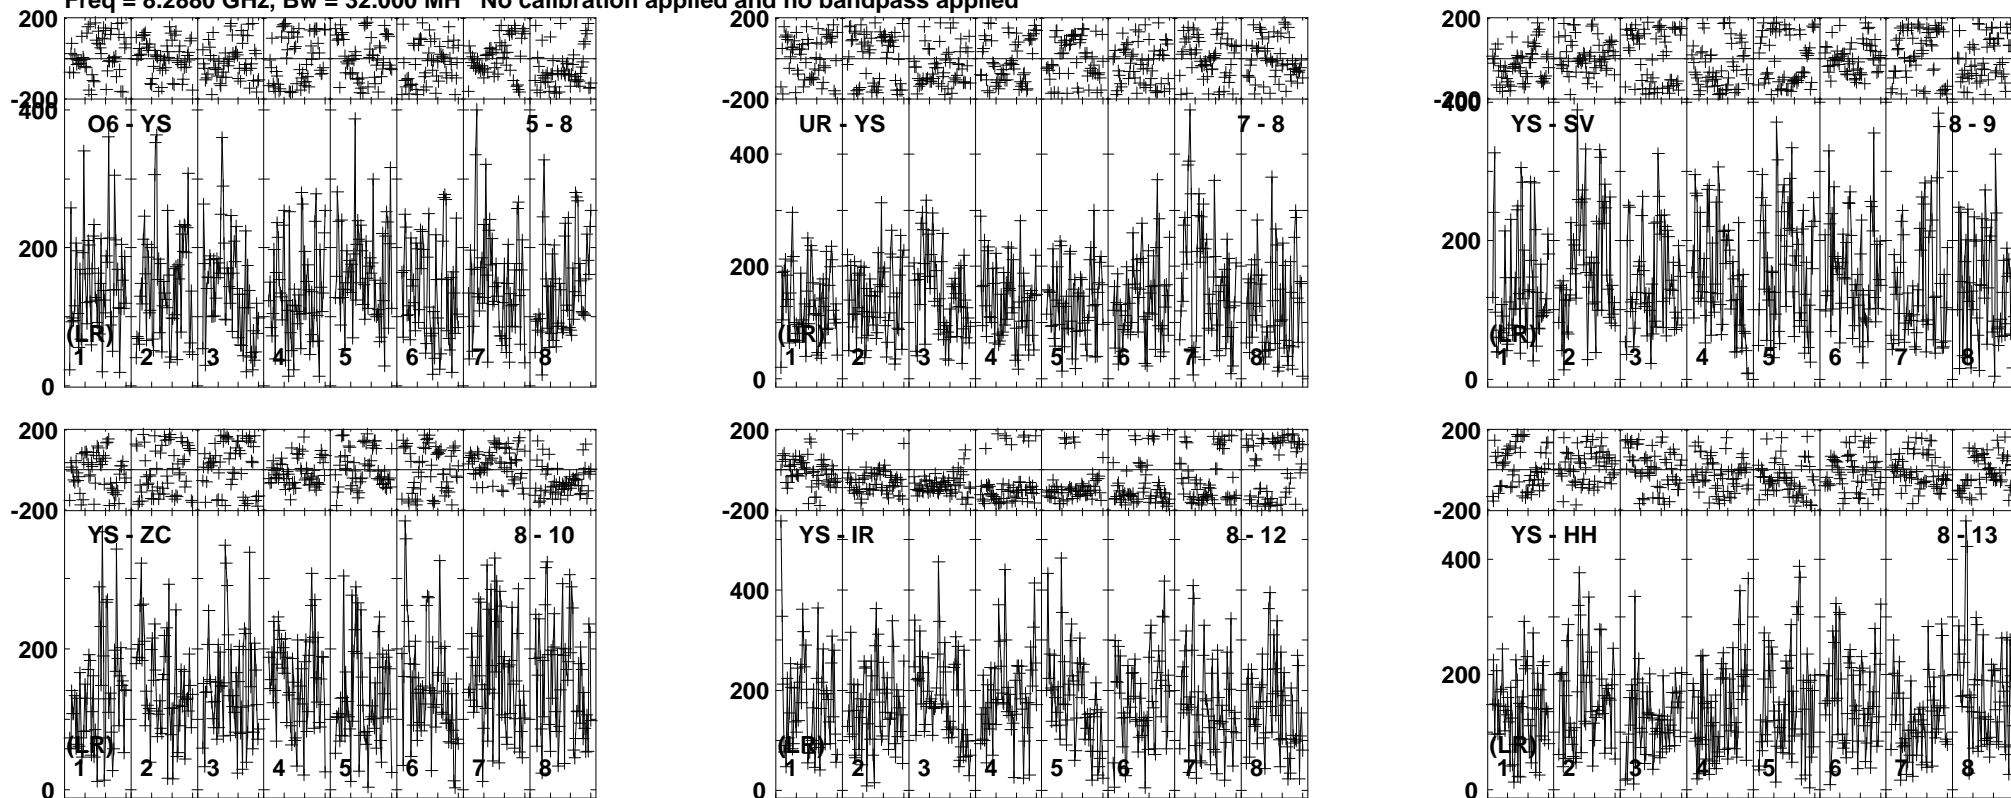 Freq = 8.2880 GHz, Bw = 32.000 MH No calibration applied and no bandpass applied
200 200 200
-200 -200 -200
400 400
O6 - YS 5 - 8 UR - YS 7 - 8 YS - SV 8 - 9
400
200 200 200
(LR) (LR) (LR)
1 2 3 4 5 6 7 8 1 2 3 4 5 6 7 8 1 2 3 4 5 6 7 8
0 0 0
200 200 200
-200 -200 -200
YS - ZC 8 - 10 YS - IR 8 - 12 YS - HH 8 - 13
400 400
200 200 200
(LR) (LR) (LR)
1 2 3 4 5 6 7 8 1 2 3 4 5 6 7 8 1 2 3 4 5 6 7 8
0 0 0